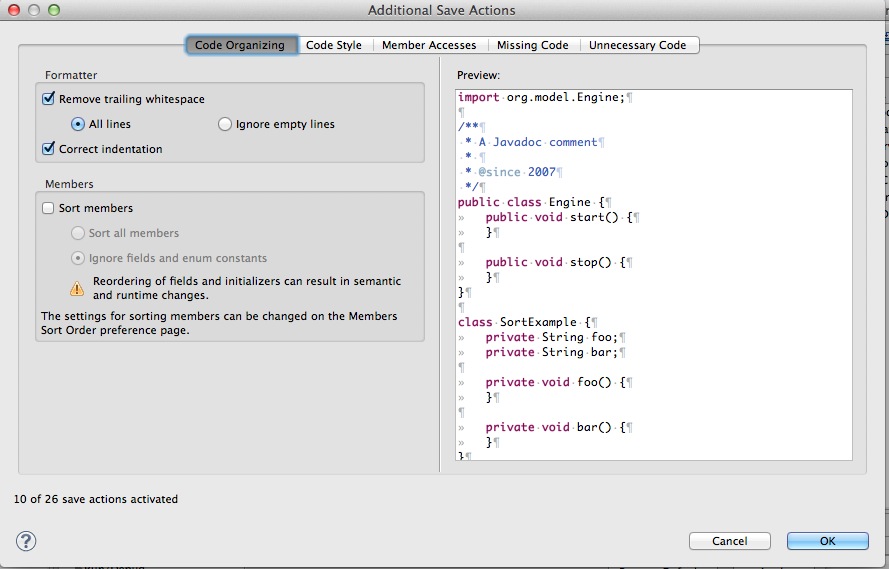 Additional Save Actions
Code Organizing
Code Style
Member Accesses
Missing Code
Unnecessary Code
Formatter
Remove trailing whitespace
All lines
Ignore empty lines
Correct indentation
Members
Sort members
Sort all members
Ignore fields and enum constants
Reordering of fields and initializers can result in semantic
and runtime changes.
The settings for sorting members can be changed on the Members
Sort Order preference page.
Preview:
import·org.model.Engine;¶
¶
/**¶
·*·A·Javadoc·comment¶
·*·¶
·*·@since·2007¶
·*/¶
public·class·Engine·{¶
»   public·void·start()·{¶
»   }¶
¶
»   public·void·stop()·{¶
»   }¶
}¶
¶
class·SortExample·{¶
»   private·String·foo;¶
»   private·String·bar;¶
¶
»   private·void·foo()·{¶
»   }¶
¶
»   private·void·bar()·{¶
»   }¶
}¶
10 of 26 save actions activated
?
Cancel
OK